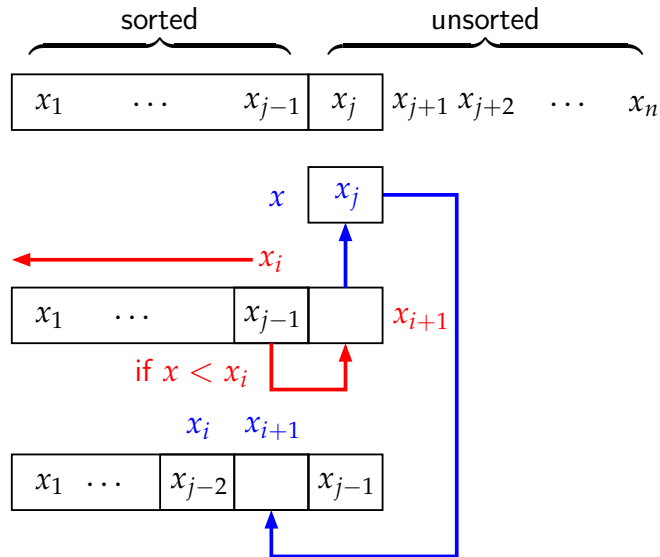 sorted unsorted
x₁ ⋯ xⱼ₋₁ xⱼ xⱼ₊₁ xⱼ₊₂ ⋯ xₙ
x xⱼ
xᵢ
x₁ ⋯ xⱼ₋₁ xᵢ₊₁
if x < xᵢ
xᵢ xᵢ₊₁
x₁ ⋯ xⱼ₋₂ xⱼ₋₁